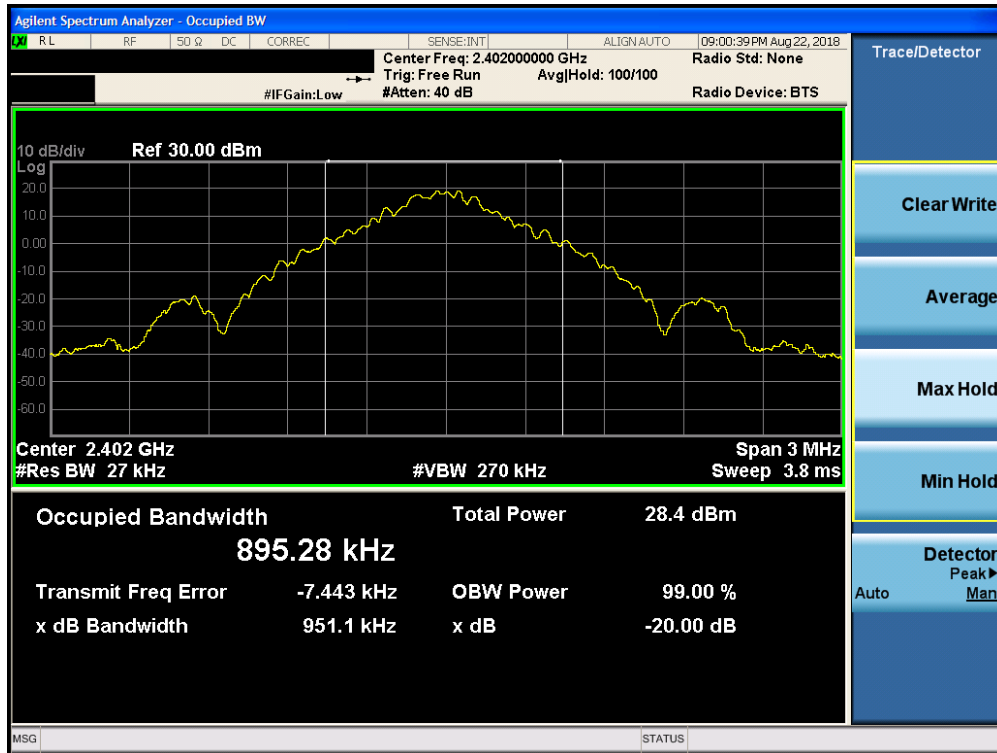 Agilent Spectrum Analyzer - Occupied BW
LXI RL RF 50 Ω DC CORREC SENSE:INT ALIGN AUTO 09:00:39 PM Aug 22, 2018
Center Freq: 2.402000000 GHz Radio Std: None
Trig: Free Run Avg|Hold: 100/100
#IFGain:Low #Atten: 40 dB Radio Device: BTS
10 dB/div Ref 30.00 dBm
Log
20.0
10.0
0.00
-10.0
-20.0
-30.0
-40.0
-50.0
-60.0
Center 2.402 GHz Span 3 MHz
#Res BW 27 kHz #VBW 270 kHz Sweep 3.8 ms
Occupied Bandwidth Total Power 28.4 dBm
895.28 kHz
Transmit Freq Error -7.443 kHz OBW Power 99.00 %
x dB Bandwidth 951.1 kHz x dB -20.00 dB
MSG STATUS
Trace/Detector
Clear Write
Average
Max Hold
Min Hold
Detector
Peak▶
Auto Man